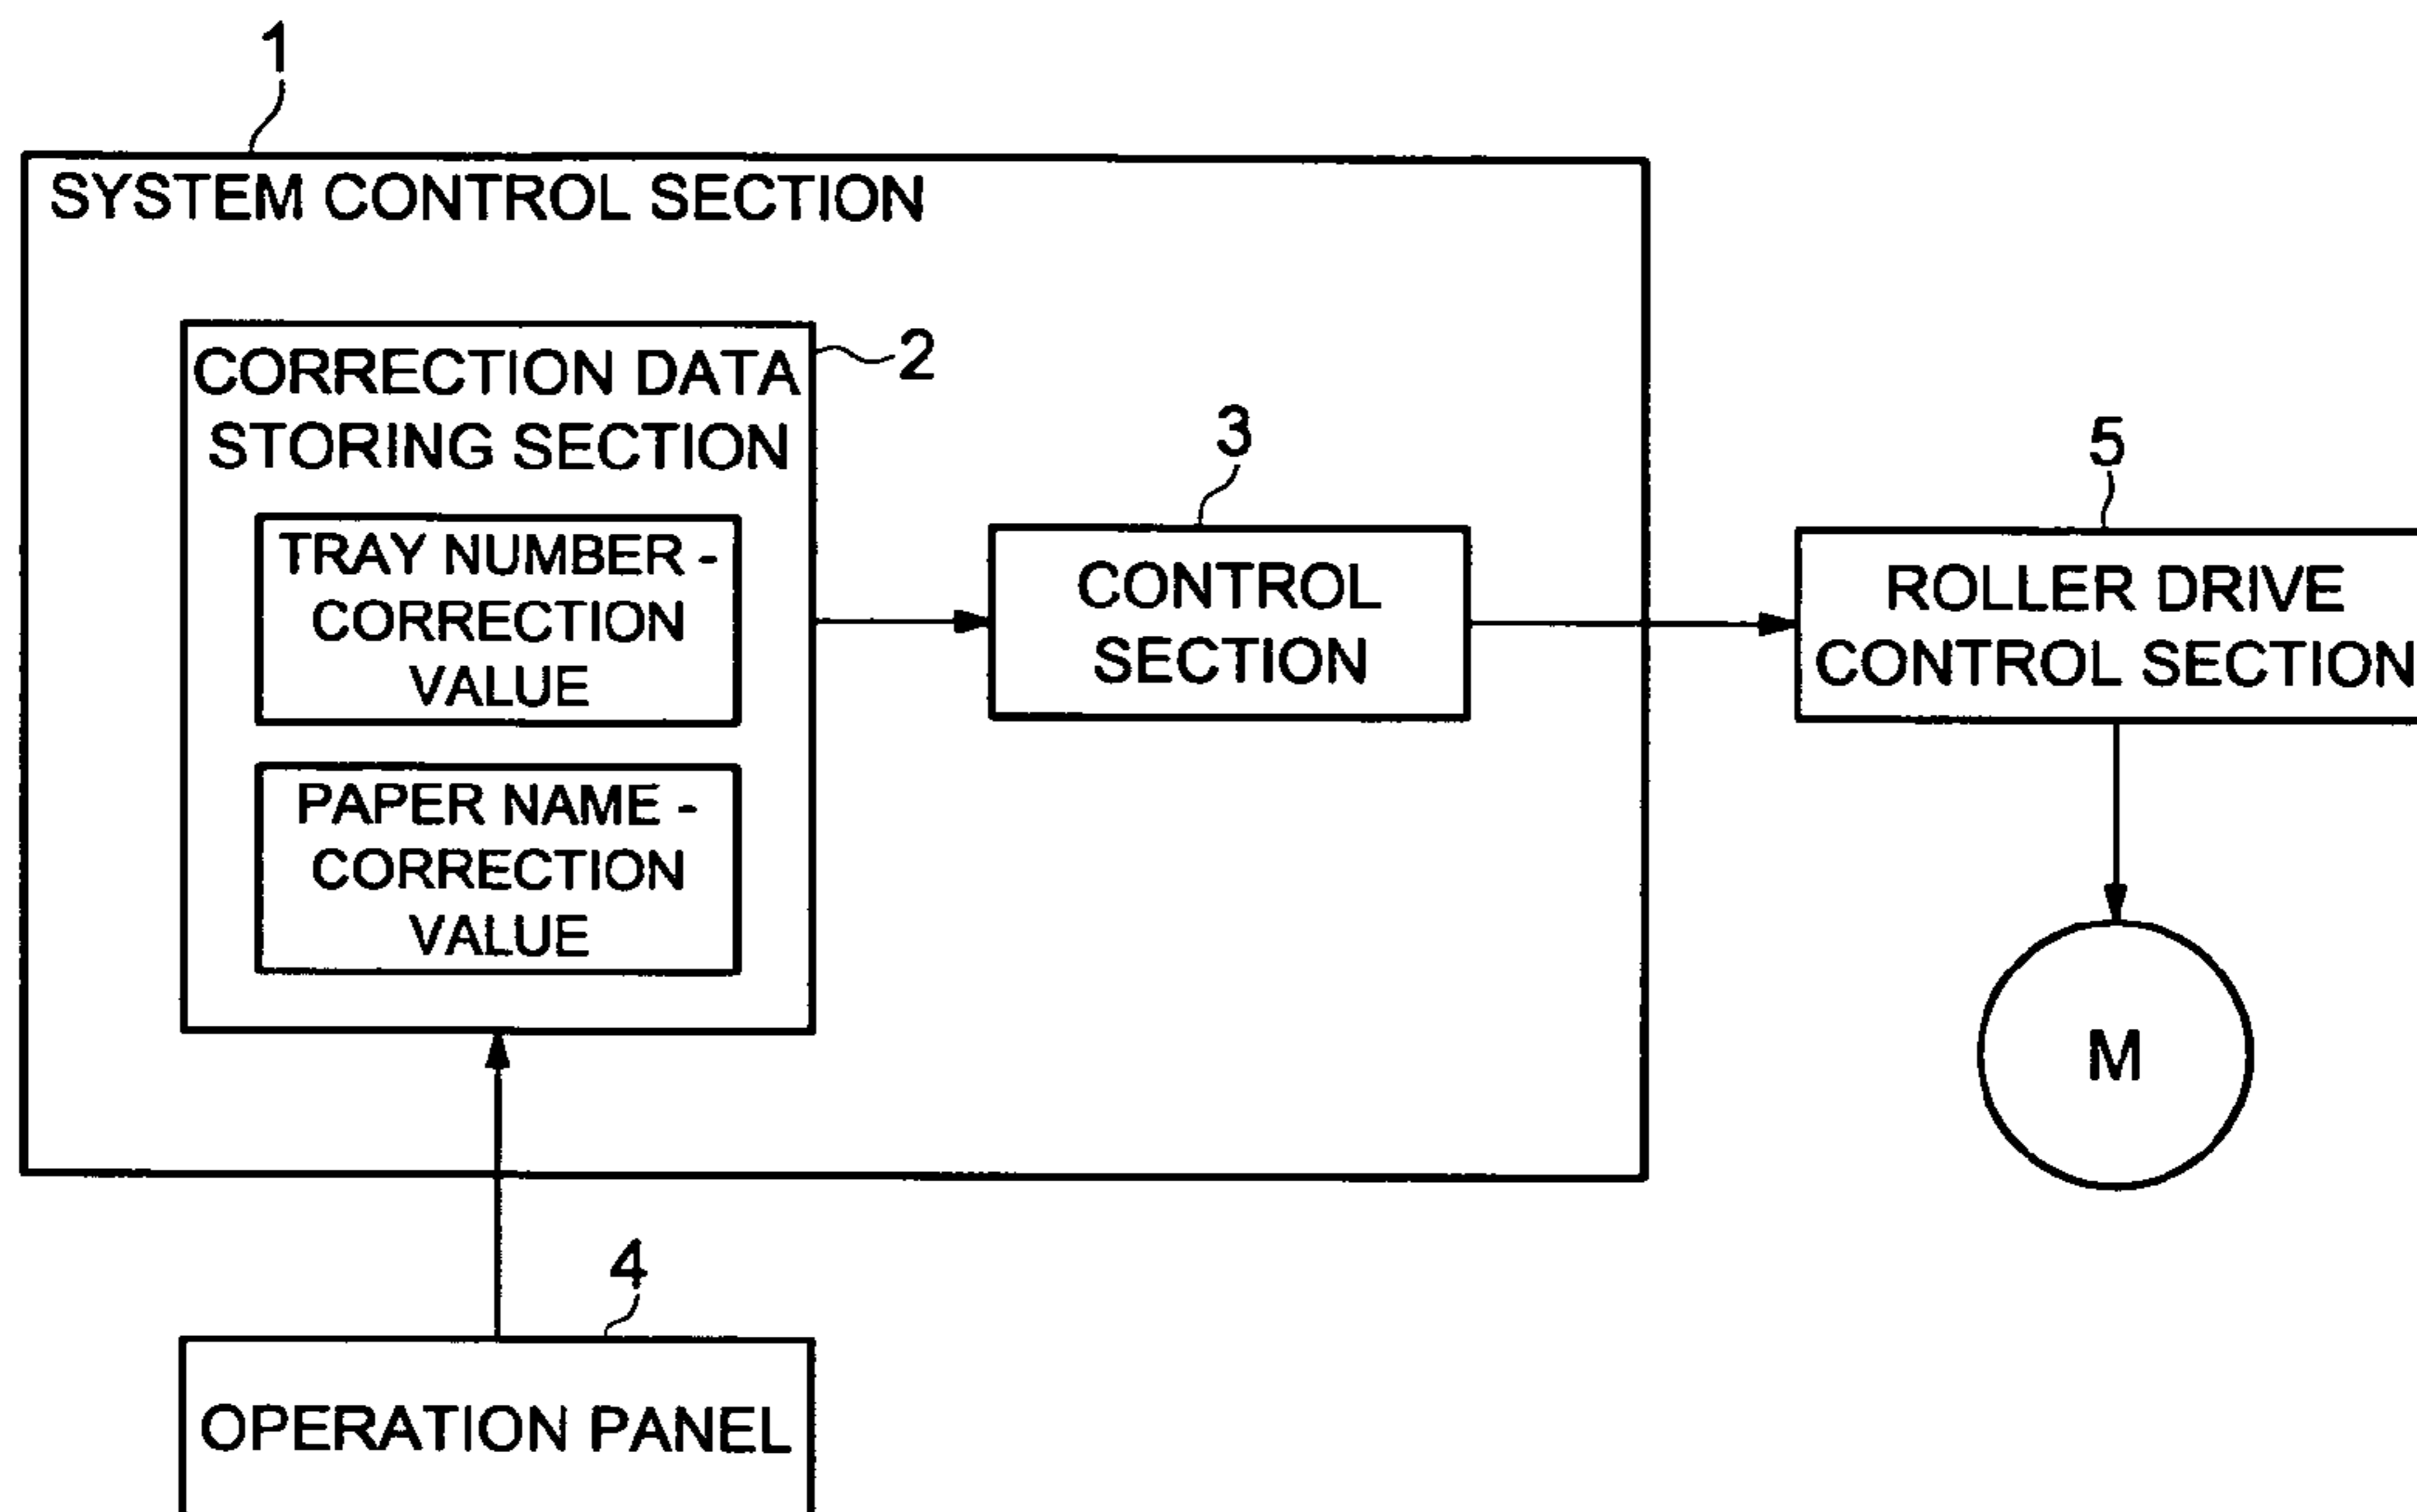 1
SYSTEM CONTROL SECTION
CORRECTION DATA
STORING SECTION
2
TRAY NUMBER -
CORRECTION
VALUE
PAPER NAME -
CORRECTION
VALUE
3
CONTROL
SECTION
5
ROLLER DRIVE
CONTROL SECTION
M
4
OPERATION PANEL